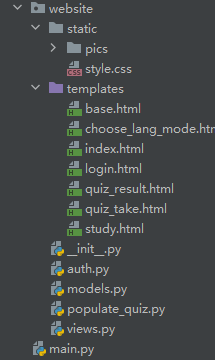 website
static
pics
style.css
templates
base.html
choose_lang_mode.htm
index.html
login.html
quiz_result.html
quiz_take.html
study.html
__init__.py
auth.py
models.py
populate_quiz.py
views.py
main.py